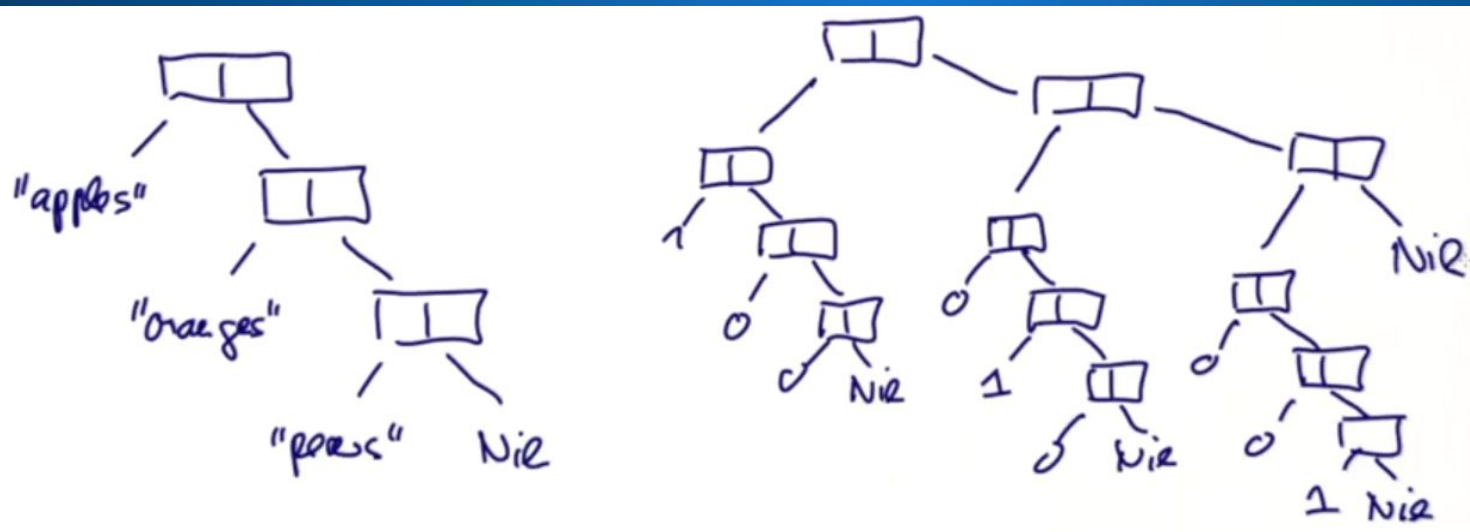 "apples"
"oranges"
"pears" Nil
1
0
0 Nil
0
1
0 Nil
Nil
0
0
1 Nil